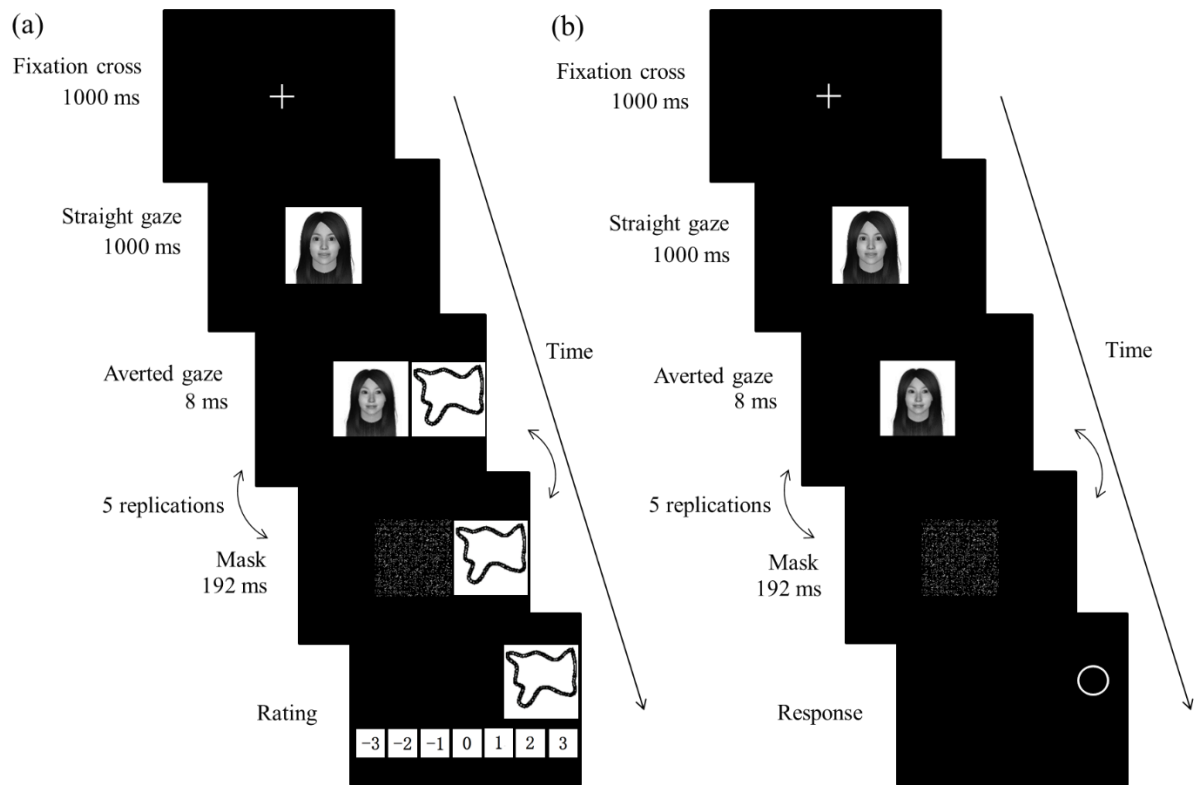 (a)
Fixation cross
1000 ms
Straight gaze
1000 ms
Averted gaze
8 ms
5 replications
Mask
192 ms
Rating
Time
−3 −2 −1 0 1 2 3
(b)
Fixation cross
1000 ms
Straight gaze
1000 ms
Averted gaze
8 ms
5 replications
Mask
192 ms
Response
Time